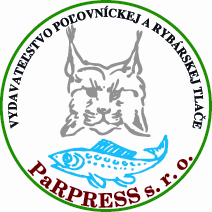 VYDAVATEĽSTVO POĽOVNÍCKEJ A RYBÁRSKEJ TLAČE
PaRPRESS s. r. o.